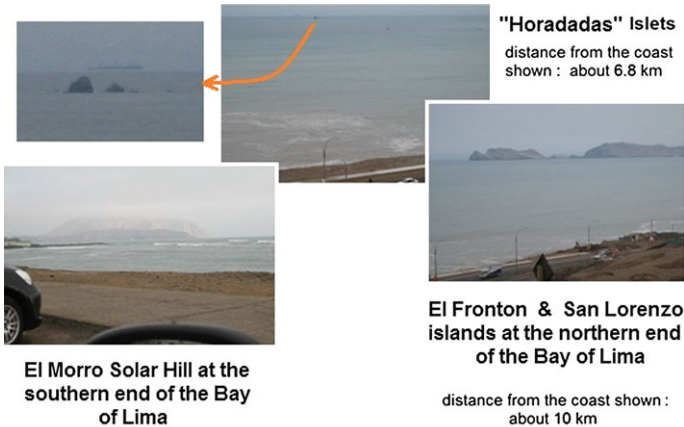 "Horadadas" Islets
distance from the coast
shown : about 6.8 km
El Fronton & San Lorenzo
islands at the northern end
of the Bay of Lima
distance from the coast shown :
about 10 km
El Morro Solar Hill at the
southern end of the Bay
of Lima